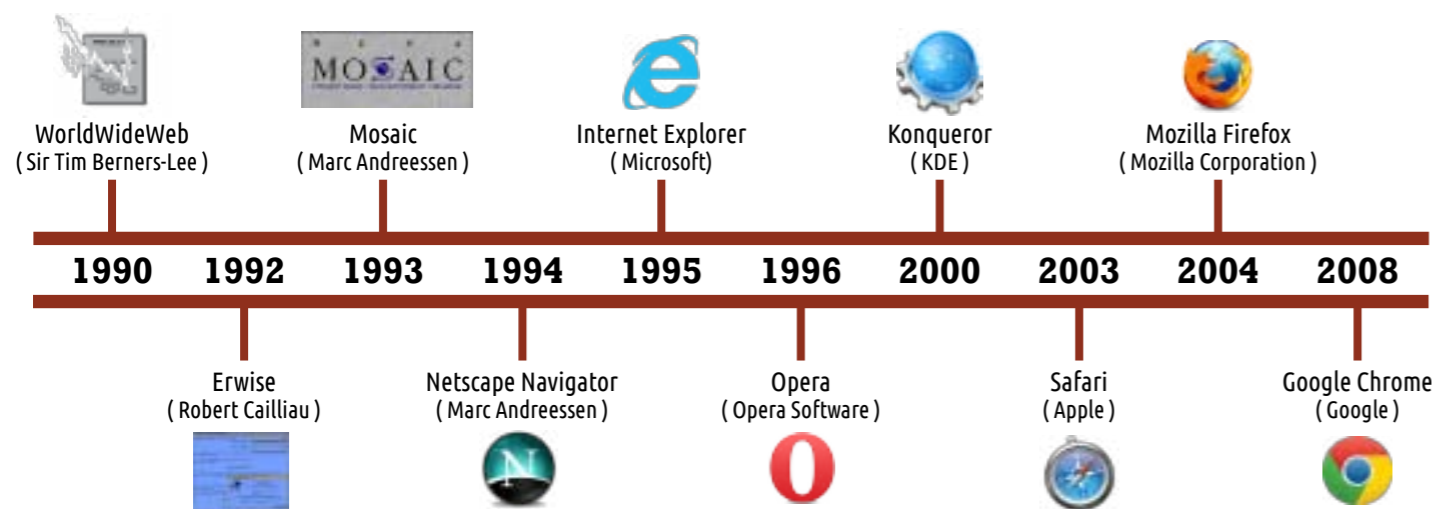 N C S A
MOSAIC
WorldWideWeb
( Sir Tim Berners-Lee )
Mosaic
( Marc Andreessen )
Internet Explorer
( Microsoft)
Konqueror
( KDE )
Mozilla Firefox
( Mozilla Corporation )
1990 1992 1993 1994 1995 1996 2000 2003 2004 2008
Erwise
( Robert Cailliau )
Netscape Navigator
( Marc Andreessen )
Opera
( Opera Software )
Safari
( Apple )
Google Chrome
( Google )
N